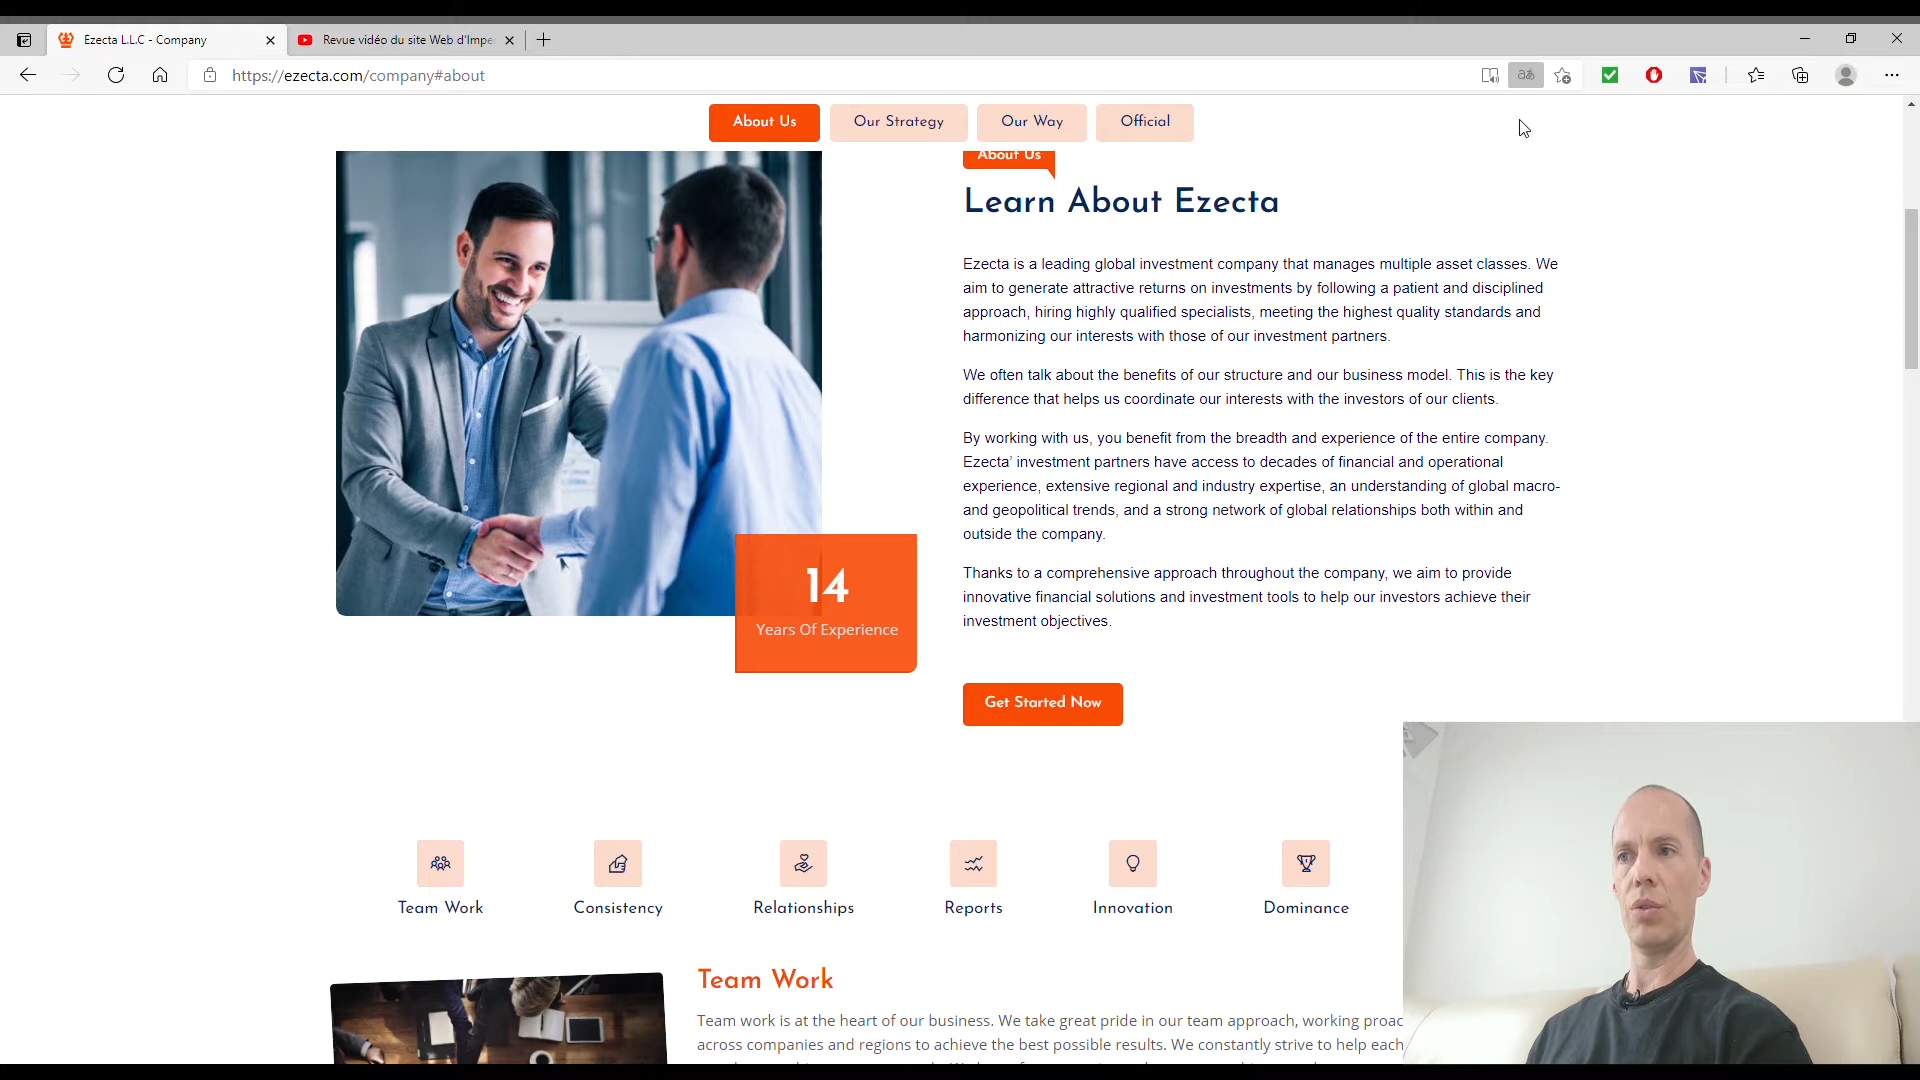 Ezecta L.L.C - Company
Revue vidéo du site Web d'Impe
https://ezecta.com/company#about
About Us
Our Strategy
Our Way
Official
About Us
Learn About Ezecta
Ezecta is a leading global investment company that manages multiple asset classes. We
aim to generate attractive returns on investments by following a patient and disciplined
approach, hiring highly qualified specialists, meeting the highest quality standards and
harmonizing our interests with those of our investment partners.
We often talk about the benefits of our structure and our business model. This is the key
difference that helps us coordinate our interests with the investors of our clients.
By working with us, you benefit from the breadth and experience of the entire company.
Ezecta' investment partners have access to decades of financial and operational
experience, extensive regional and industry expertise, an understanding of global macro-
and geopolitical trends, and a strong network of global relationships both within and
outside the company.
Thanks to a comprehensive approach throughout the company, we aim to provide
innovative financial solutions and investment tools to help our investors achieve their
investment objectives.
14
Years Of Experience
Get Started Now
Team Work
Consistency
Relationships
Reports
Innovation
Dominance
Team Work
Team work is at the heart of our business. We take great pride in our team approach, working proac
across companies and regions to achieve the best possible results. We constantly strive to help each